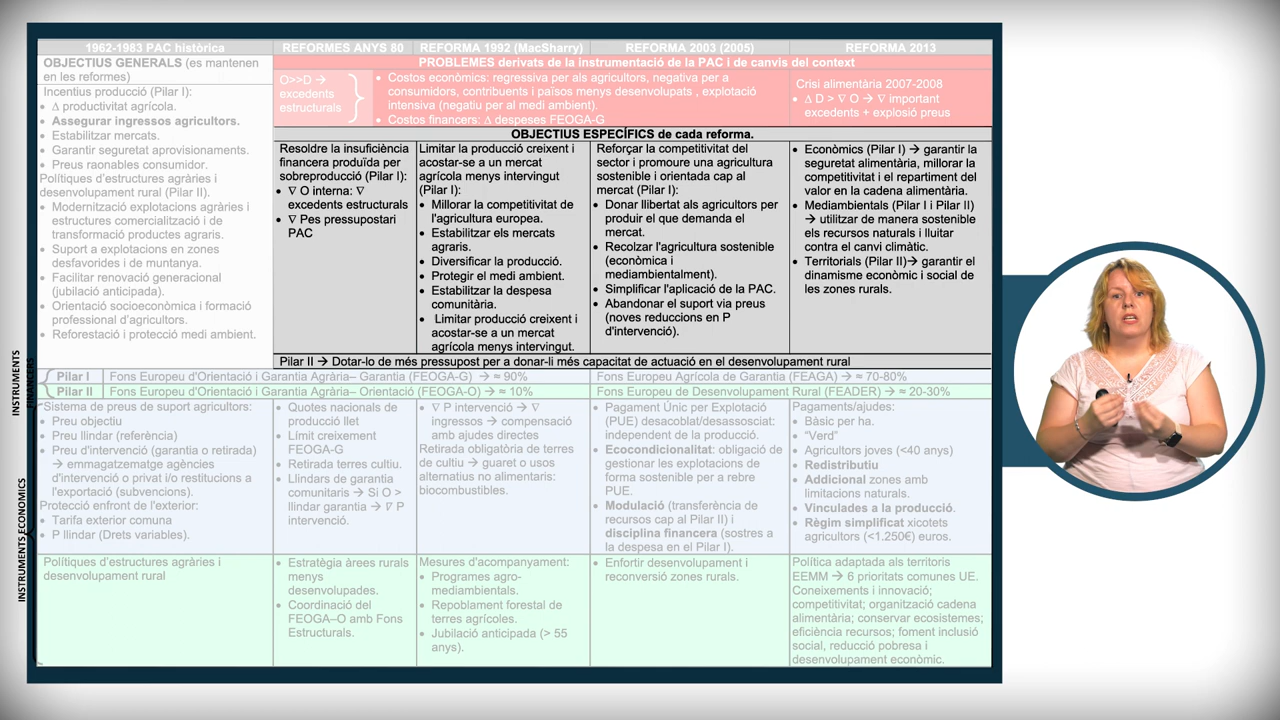 1962-1983 PAC històrica
REFORMES ANYS 80
REFORMA 1992 (MacSharry)
REFORMA 2003 (2005)
REFORMA 2013
OBJECTIUS GENERALS (es mantenen
en les reformes)
Incentius producció (Pilar I):
• Δ productivitat agrícola.
• Assegurar ingressos agricultors.
• Estabilitzar mercats.
• Garantir seguretat aprovisionaments.
• Preus raonables consumidor.
Polítiques d'estructures agràries i
desenvolupament rural (Pilar II).
• Modernització explotacions agràries i
estructures comercialització i de
transformació productes agraris.
• Suport a explotacions en zones
desfavorides i de muntanya.
• Facilitar renovació generacional
(jubilació anticipada).
• Orientació socioeconòmica i formació
professional d'agricultors.
• Reforestació i protecció medi ambient.
PROBLEMES derivats de la instrumentació de la PAC i de canvis del context
O>>D →
excedents
estructurals
• Costos econòmics: regressiva per als agricultors, negativa per a
consumidors, contribuents i països menys desenvolupats , explotació
intensiva (negatiu per al medi ambient).
• Costos financers: Δ despeses FEOGA-G
Crisi alimentària 2007-2008
• Δ D > ∇ O → ∇ important
excedents + explosió preus
OBJECTIUS ESPECÍFICS de cada reforma.
Resoldre la insuficiència
financera produïda per
sobreproducció (Pilar I):
• ∇ O interna: ∇
excedents estructurals
• ∇ Pes pressupostari
PAC
Limitar la producció creixent i
acostar-se a un mercat
agrícola menys intervingut
(Pilar I):
• Millorar la competitivitat de
l'agricultura europea.
• Estabilitzar els mercats
agraris.
• Diversificar la producció.
• Protegir el medi ambient.
• Estabilitzar la despesa
comunitària.
• Limitar producció creixent i
acostar-se a un mercat
agrícola menys intervingut.
Reforçar la competitivitat del
sector i promoure una agricultura
sostenible i orientada cap al
mercat (Pilar I):
• Donar llibertat als agricultors per
produir el que demanda el
mercat.
• Recolzar l'agricultura sostenible
(econòmica i
mediambientalment).
• Simplificar l'aplicació de la PAC.
• Abandonar el suport via preus
(noves reduccions en P
d'intervenció).
• Econòmics (Pilar I) → garantir la
seguretat alimentària, millorar la
competitivitat i el repartiment del
valor en la cadena alimentària.
• Mediambientals (Pilar I i Pilar II)
→ utilitzar de manera sostenible
els recursos naturals i lluitar
contra el canvi climàtic.
• Territorials (Pilar II)→ garantir el
dinamisme econòmic i social de
les zones rurals.
Pilar II → Dotar-lo de més pressupost per a donar-li més capacitat de actuació en el desenvolupament rural
INSTRUMENTS
FINANCERS
Pilar I
Fons Europeu d'Orientació i Garantia Agrària– Garantia (FEOGA-G) → ≈ 90%
Fons Europeu Agrícola de Garantia (FEAGA) → ≈ 70-80%
Pilar II
Fons Europeu d'Orientació i Garantia Agrària– Orientació (FEOGA-O) → ≈ 10%
Fons Europeu de Desenvolupament Rural (FEADER) → ≈ 20-30%
INSTRUMENTS ECONOMICS
Sistema de preus de suport agricultors:
• Preu objectiu
• Preu llindar (referència)
• Preu d'intervenció (garantia o retirada)
→ emmagatzematge agències
d'intervenció o privat i/o restitucions a
l'exportació (subvencions).
Protecció enfront de l'exterior:
• Tarifa exterior comuna
• P llindar (Drets variables).
• Quotes nacionals de
producció llet
• Límit creixement
FEOGA-G
• Retirada terres cultiu.
• Llindars de garantia
comunitaris → Si O >
llindar garantia → ∇ P
intervenció.
• ∇ P intervenció → ∇
ingressos → compensació
amb ajudes directes
Retirada obligatòria de terres
de cultiu → guaret o usos
alternatius no alimentaris:
biocombustibles.
• Pagament Únic per Explotació
(PUE) desacoblat/desassociat:
independent de la producció.
• Ecocondicionalitat: obligació de
gestionar les explotacions de
forma sostenible per a rebre
PUE.
• Modulació (transferència de
recursos cap al Pilar II) i
disciplina financera (sostres a
la despesa en el Pilar I).
Pagaments/ajudes:
• Bàsic per ha.
• “Verd”
• Agricultors joves (<40 anys)
• Redistributiu
• Addicional zones amb
limitacions naturals.
• Vinculades a la producció.
• Règim simplificat xicotets
agricultors (<1.250€) euros.
Polítiques d'estructures agràries i
desenvolupament rural
• Estratègia àrees rurals
menys
desenvolupades.
• Coordinació del
FEOGA–O amb Fons
Estructurals.
Mesures d'acompanyament:
• Programes agro-
mediambientals.
• Repoblament forestal de
terres agrícoles.
• Jubilació anticipada (> 55
anys).
• Enfortir desenvolupament i
reconversió zones rurals.
Política adaptada als territoris
EEMM → 6 prioritats comunes UE.
Coneixements i innovació;
competitivitat; organització cadena
alimentària; conservar ecosistemes;
eficiència recursos; foment inclusió
social, reducció pobresa i
desenvolupament econòmic.